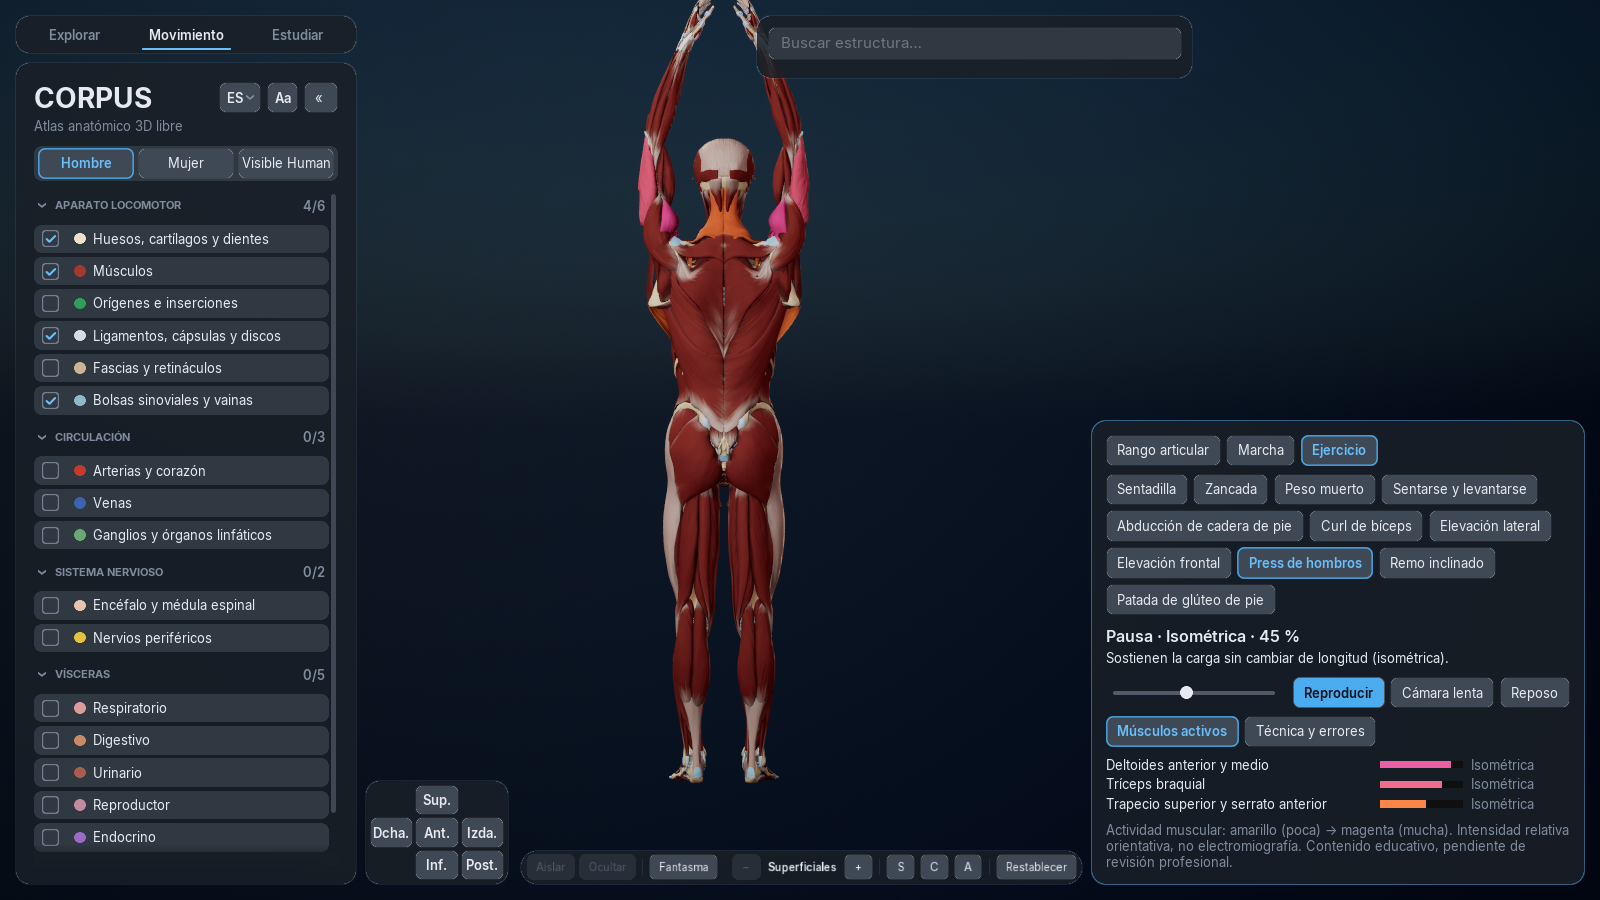 Explorar Movimiento Estudiar
Buscar estructura...
CORPUS
ES Aa «
Atlas anatómico 3D libre
Hombre Mujer Visible Human
APARATO LOCOMOTOR 4/6
Huesos, cartílagos y dientes
Músculos
Orígenes e inserciones
Ligamentos, cápsulas y discos
Fascias y retináculos
Bolsas sinoviales y vainas
CIRCULACIÓN 0/3
Arterias y corazón
Venas
Ganglios y órganos linfáticos
SISTEMA NERVIOSO 0/2
Encéfalo y médula espinal
Nervios periféricos
VÍSCERAS 0/5
Respiratorio
Digestivo
Urinario
Reproductor
Endocrino
Sup.
Dcha. Ant. Izda.
Inf. Post.
Aislar Ocultar Fantasma − Superficiales + S C A Restablecer
Rango articular Marcha Ejercicio
Sentadilla Zancada Peso muerto Sentarse y levantarse
Abducción de cadera de pie Curl de bíceps Elevación lateral
Elevación frontal Press de hombros Remo inclinado
Patada de glúteo de pie
Pausa · Isométrica · 45 %
Sostienen la carga sin cambiar de longitud (isométrica).
Reproducir Cámara lenta Reposo
Músculos activos Técnica y errores
Deltoides anterior y medio Isométrica
Tríceps braquial Isométrica
Trapecio superior y serrato anterior Isométrica
Actividad muscular: amarillo (poca) → magenta (mucha). Intensidad relativa
orientativa, no electromiografía. Contenido educativo, pendiente de
revisión profesional.